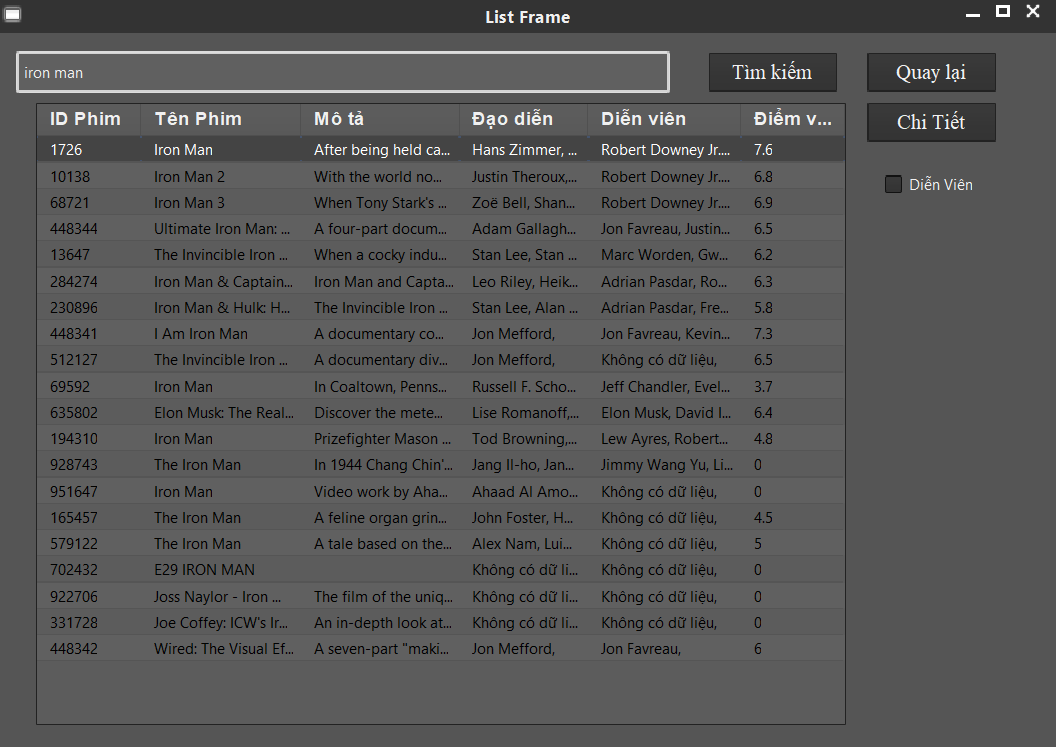 List Frame
iron man Tìm kiếm Quay lại
Chi Tiết
Diễn Viên
ID Phim Tên Phim Mô tả Đạo diễn Diễn viên Điểm v...
1726 Iron Man After being held ca... Hans Zimmer, ... Robert Downey Jr.... 7.6
10138 Iron Man 2 With the world no... Justin Theroux,... Robert Downey Jr.... 6.8
68721 Iron Man 3 When Tony Stark's ... Zoë Bell, Shan... Robert Downey Jr.... 6.9
448344 Ultimate Iron Man: ... A four-part docum... Adam Gallagh... Jon Favreau, Justin... 6.5
13647 The Invincible Iron ... When a cocky indu... Stan Lee, Stan ... Marc Worden, Gw... 6.2
284274 Iron Man & Captain... Iron Man and Capta... Leo Riley, Heik... Adrian Pasdar, Ro... 6.3
230896 Iron Man & Hulk: H... The Invincible Iron ... Stan Lee, Alan ... Adrian Pasdar, Fre... 5.8
448341 I Am Iron Man A documentary co... Jon Mefford, Jon Favreau, Kevin... 7.3
512127 The Invincible Iron ... A documentary div... Jon Mefford, Không có dữ liệu, 6.5
69592 Iron Man In Coaltown, Penns... Russell F. Scho... Jeff Chandler, Evel... 3.7
635802 Elon Musk: The Real... Discover the mete... Lise Romanoff,... Elon Musk, David I... 6.4
194310 Iron Man Prizefighter Mason ... Tod Browning,... Lew Ayres, Robert... 4.8
928743 The Iron Man In 1944 Chang Chin'... Jang Il-ho, Jan... Jimmy Wang Yu, Li... 0
951647 Iron Man Video work by Aha... Ahaad Al Amo... Không có dữ liệu, 0
165457 The Iron Man A feline organ grin... John Foster, H... Không có dữ liệu, 4.5
579122 The Iron Man A tale based on the... Alex Nam, Lui... Không có dữ liệu, 5
702432 E29 IRON MAN Không có dữ li... Không có dữ liệu, 0
922706 Joss Naylor - Iron ... The film of the uniq... Không có dữ li... Không có dữ liệu, 0
331728 Joe Coffey: ICW's Ir... An in-depth look at... Không có dữ li... Không có dữ liệu, 0
448342 Wired: The Visual Ef... A seven-part "maki... Jon Mefford, Jon Favreau, 6